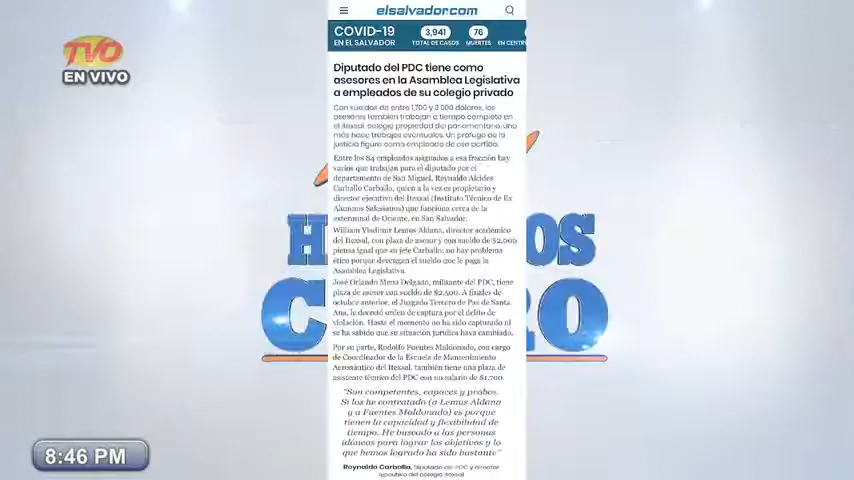 elsalvador.com
TVO
EN VIVO
COVID-19
EN EL SALVADOR
3,941
TOTAL DE CASOS
76
MUERTES
EN CENTR
Diputado del PDC tiene como
asesores en la Asamblea Legislativa
a empleados de su colegio privado
Con sueldos de entre 1,700 y 3,000 dólares, los
asesores también trabajan a tiempo completo en
el Itexsal, colegio propiedad del parlamentario. Uno
más hace trabajos eventuales. Un prófugo de la
justicia figura como empleado de ese partido.
Entre los 84 empleados asignados a esa fracción hay
varios que trabajan para el diputado por el
departamento de San Miguel, Reynaldo Alcides
Carballo Carballo, quien a la vez es propietario y
director ejecutivo del Itexsal (Instituto Técnico de Ex
Alumnos Salesianos) que funciona cerca de la
exterminal de Oriente, en San Salvador.
William Vladimir Lemus Aldana, director académico
del Itexsal, con plaza de asesor y con sueldo de $2,000
piensa igual que su jefe Carballo: no hay problema
ético porque devengan el sueldo que le paga la
Asamblea Legislativa.
José Orlando Mena Delgado, militante del PDC, tiene
plaza de asesor con sueldo de $2,500. A finales de
octubre anterior, el Juzgado Tercero de Paz de Santa
Ana, le decretó orden de captura por el delito de
violación. Hasta el momento no ha sido capturado ni
se ha sabido que su situación jurídica haya cambiado.
Por su parte, Rodolfo Fuentes Maldonado, con cargo
de Coordinador de la Escuela de Mantenimiento
Aeronáutico del Itexsal, también tiene una plaza de
asistente técnico del PDC con un salario de $1,700.
"Son competentes, capaces y probos.
Si los he contratado (a Lemus Aldana
y a Fuentes Maldonado) es porque
tienen la capacidad y flexibilidad de
tiempo. He buscado a las personas
idóneas para lograr los objetivos y lo
que hemos logrado ha sido bastante"
Reynaldo Carballo, diputado del PDC y director
ejecutivo del colegio Itexsal
H OS
C RO
8:46 PM